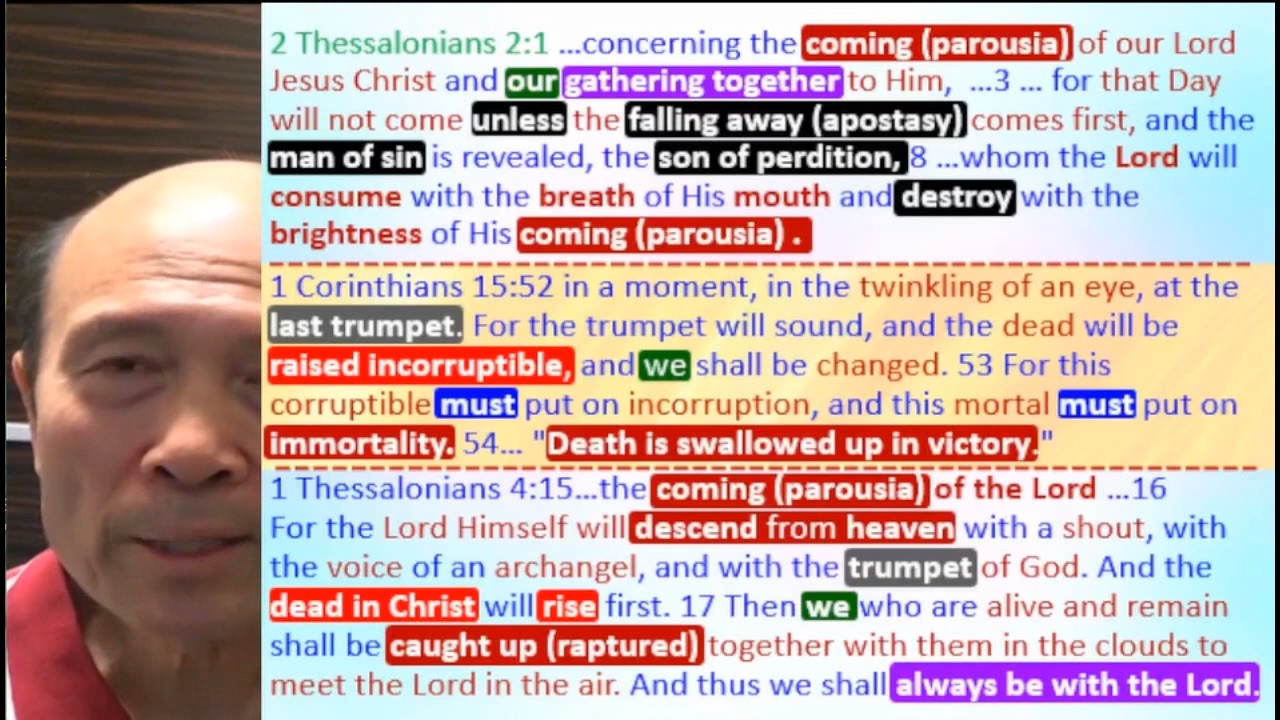 2 Thessalonians 2:1 ...concerning the coming (parousia) of our Lord
Jesus Christ and our gathering together to Him, ...3 ... for that Day
will not come unless the falling away (apostasy) comes first, and the
man of sin is revealed, the son of perdition, 8 ...whom the Lord will
consume with the breath of His mouth and destroy with the
brightness of His coming (parousia) .
1 Corinthians 15:52 in a moment, in the twinkling of an eye, at the
last trumpet. For the trumpet will sound, and the dead will be
raised incorruptible, and we shall be changed. 53 For this
corruptible must put on incorruption, and this mortal must put on
immortality. 54... "Death is swallowed up in victory."
1 Thessalonians 4:15...the coming (parousia) of the Lord ...16
For the Lord Himself will descend from heaven with a shout, with
the voice of an archangel, and with the trumpet of God. And the
dead in Christ will rise first. 17 Then we who are alive and remain
shall be caught up (raptured) together with them in the clouds to
meet the Lord in the air. And thus we shall always be with the Lord.